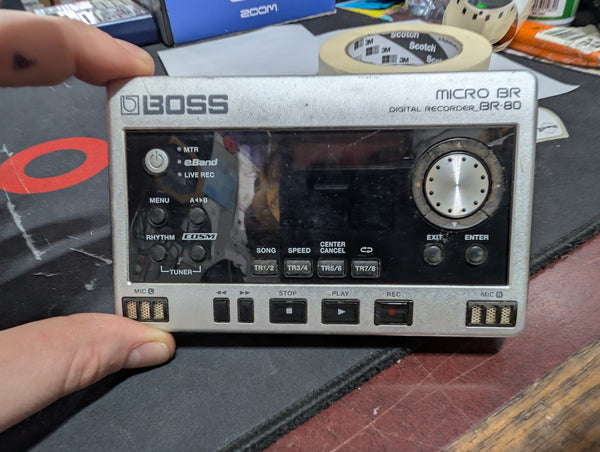 zoom
3M Scotch 3M
BOSS
MICRO BR
DIGITAL RECORDER BR-80
MTR
eBand
LIVE REC
MENU
A◂▸B
RHYTHM
COSM
TUNER
SONG
SPEED
CENTER
CANCEL
TR1/2
TR3/4
TR5/6
TR7/8
EXIT
ENTER
MIC L
◀◀
▶▶
STOP
PLAY
REC
MIC R